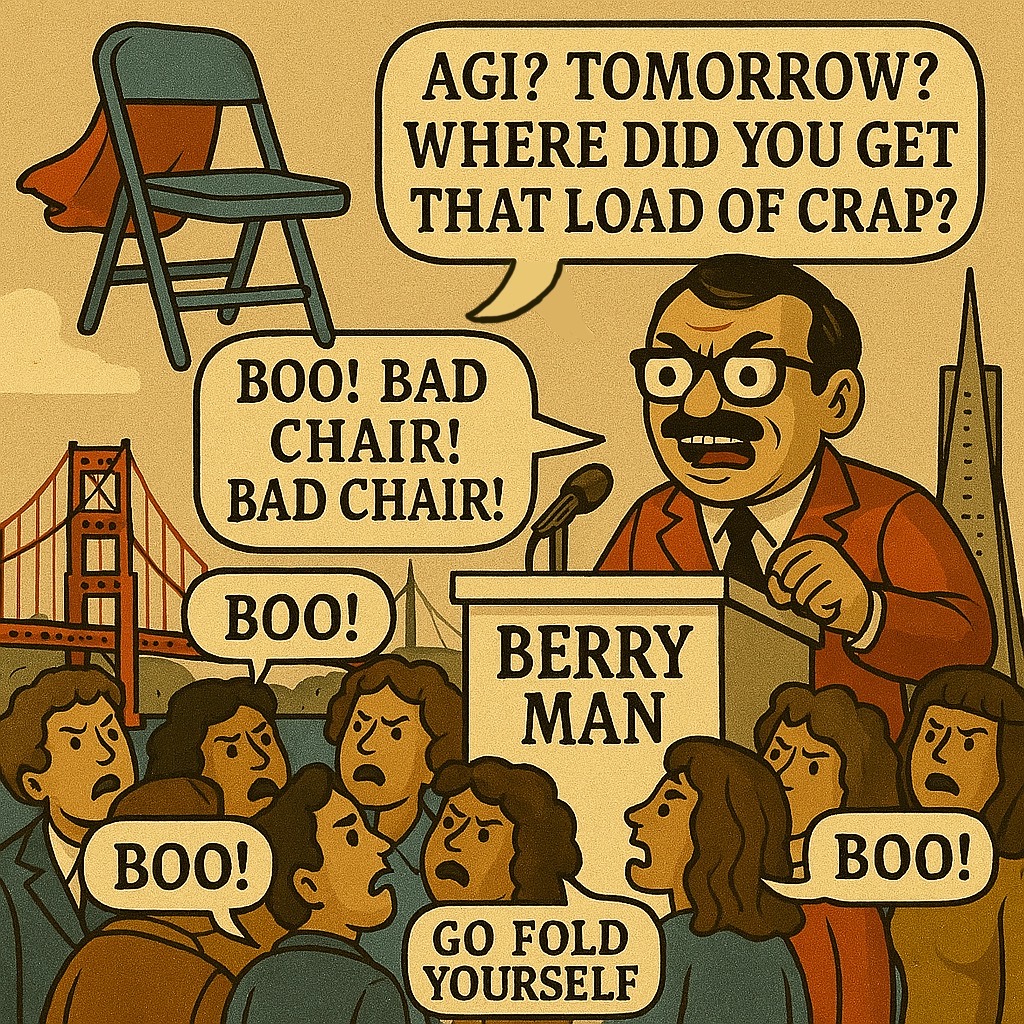 AGI? TOMORROW?
WHERE DID YOU GET
THAT LOAD OF CRAP?
BOO! BAD
CHAIR!
BAD CHAIR!
BOO!
BERRY
MAN
BOO!
BOO!
GO FOLD
YOURSELF